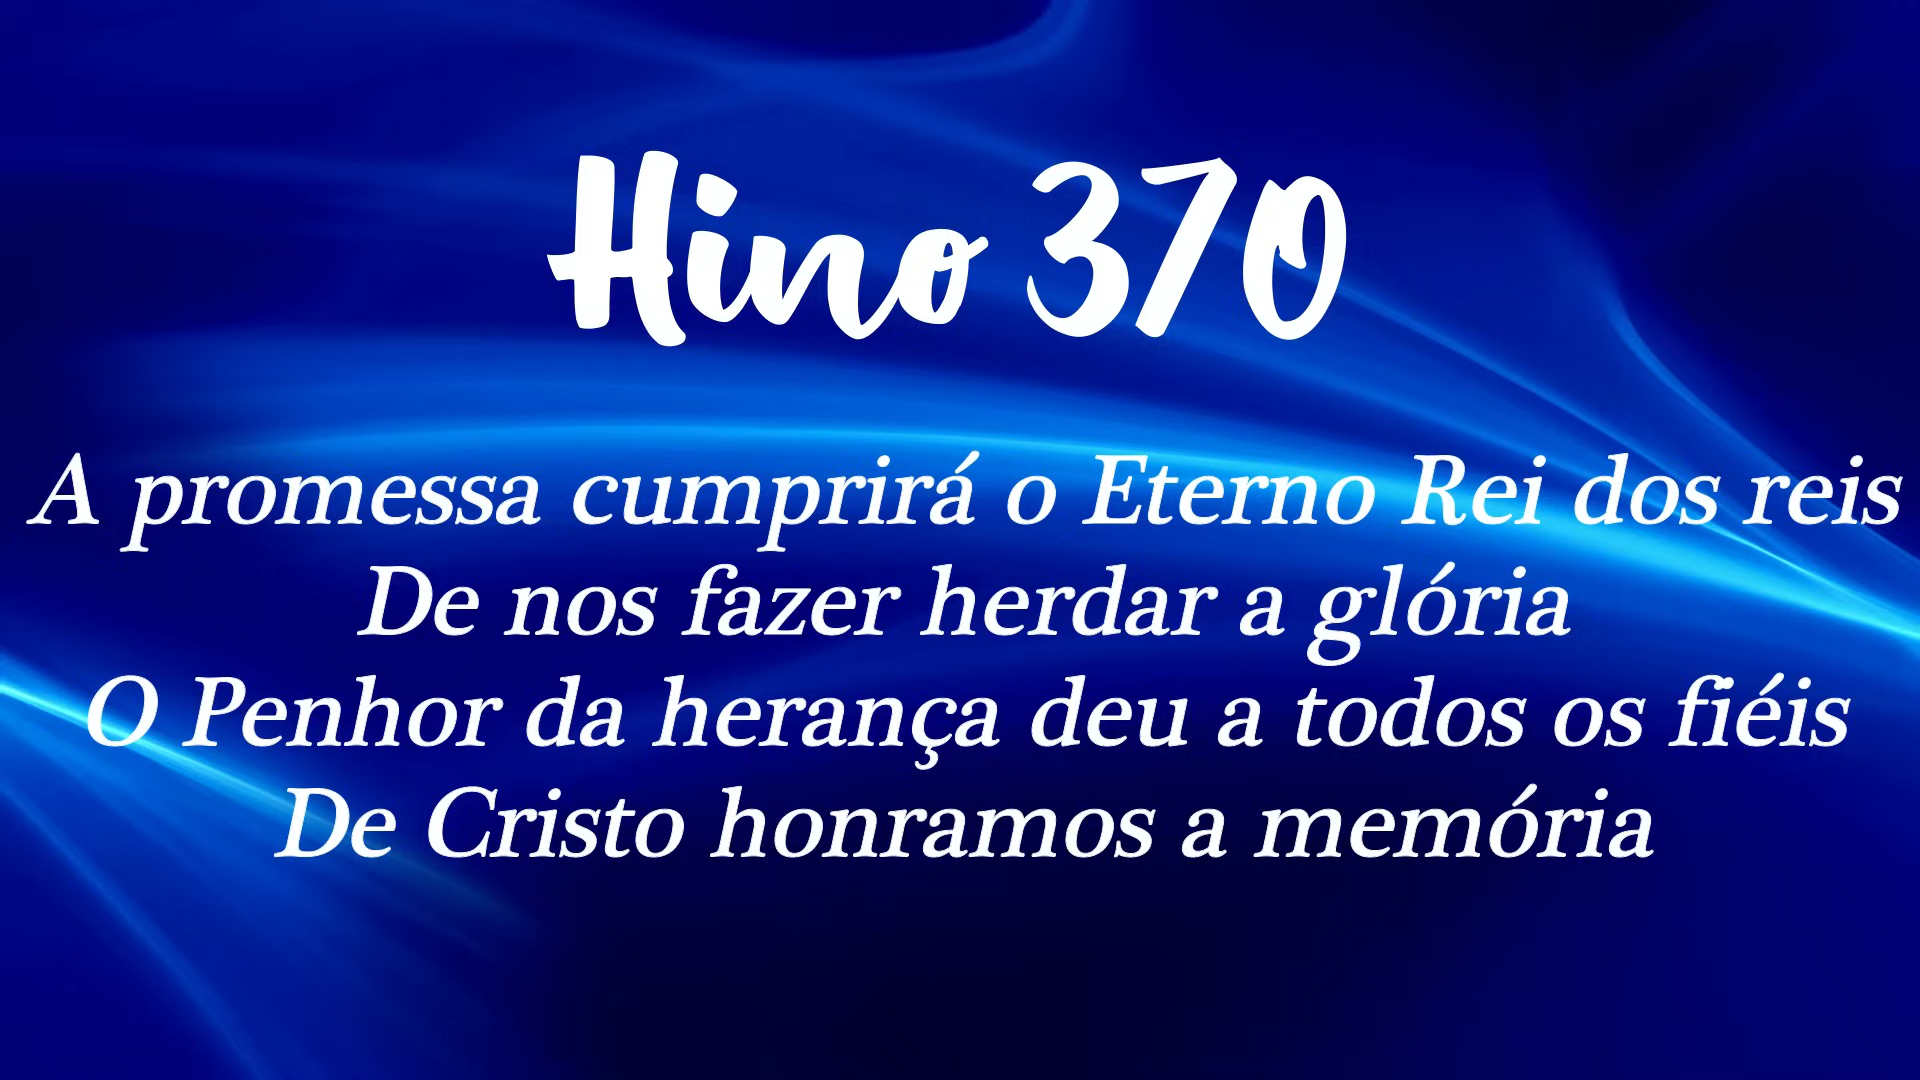 Hino 370
A promessa cumprirá o Eterno Rei dos reis
De nos fazer herdar a glória
O Penhor da herança deu a todos os fiéis
De Cristo honramos a memória